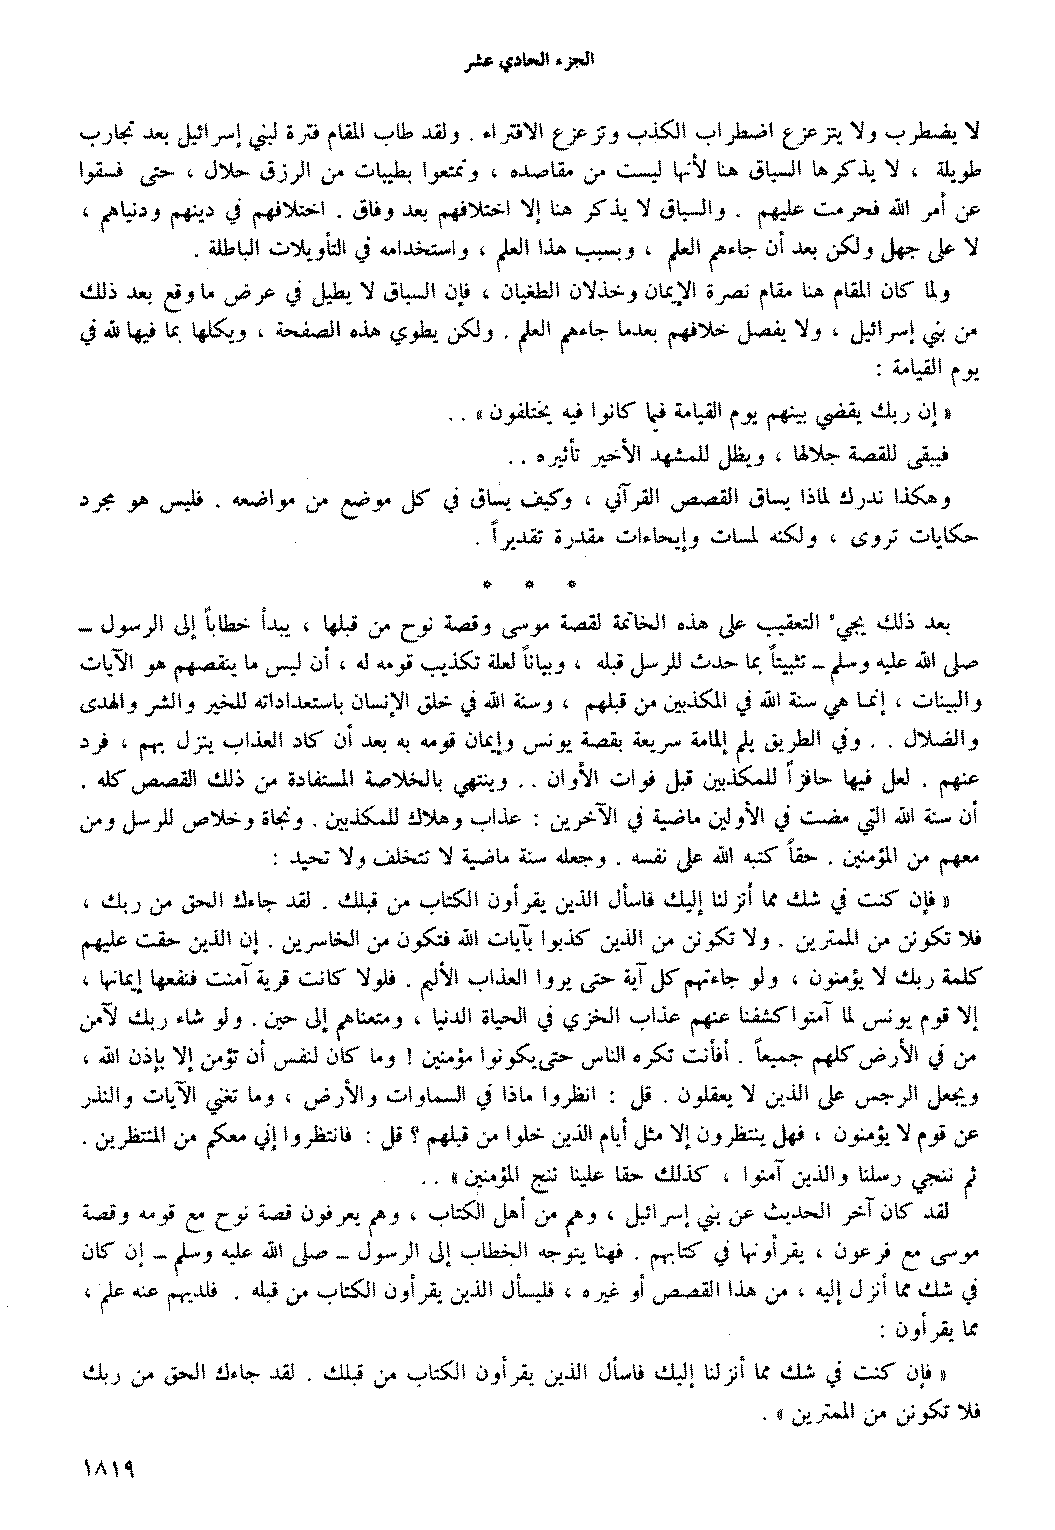 الجزء الحادي عشر
لا يضطرب ولا يتزعزع اضطراب الكذب وتزعزع الافتراء . ولقد طاب المقام فترة لبني إسرائيل بعد تجارب
طويلة ، لا يذكرها السياق هنا لأنها ليست من مقاصده ، وتمتعوا بطيبات من الرزق حلال ، حتى فسقوا
عن أمر الله فحرمت عليهم . والسياق لا يذكر هنا إلا اختلافهم بعد وفاق . اختلافهم في دينهم ودنياهم ،
لا على جهل ولكن بعد أن جاءهم العلم ، وبسبب هذا العلم ، واستخدامه في التأويلات الباطلة .
ولما كان المقام هنا مقام نصرة الإيمان وخذلان الطغيان ، فإن السياق لا يطيل في عرض ما وقع بعد ذلك
من بني إسرائيل ، ولا يفصل خلافهم بعدما جاءهم العلم . ولكن يطوي هذه الصفحة ، ويكلها بما فيها لله في
يوم القيامة :
« إن ربك يقضي بينهم يوم القيامة فيما كانوا فيه يختلفون » . .
فيبقى للقصة جلالها ، ويظل للمشهد الأخير تأثيره . .
وهكذا ندرك لماذا يساق القصص القرآني ، وكيف يساق في كل موضع من مواضعه . فليس هو مجرد
حكايات تروى ، ولكنه لمسات وإيحاءات مقدرة تقديراً .
* * *
بعد ذلك يجيء التعقيب على هذه الخاتمة لقصة موسى وقصة نوح من قبلها ، يبدأ خطاباً إلى الرسول –
صلى الله عليه وسلم – تثبيتاً بما حدث للرسل قبله ، وبياناً لعلة تكذيب قومه له ، أن ليس ما ينقصهم هو الآيات
والبينات ، إنما هي سنة الله في المكذبين من قبلهم ، وسنة الله في خلق الإنسان باستعداداته للخير والشر والهدى
والضلال . . وفي الطريق يلم إلمامة سريعة بقصة يونس وإيمان قومه به بعد أن كاد العذاب ينزل بهم ، فرد
عنهم . لعل فيها حافزاً للمكذبين قبل فوات الأوان . . وينتهي بالخلاصة المستفادة من ذلك القصص كله .
أن سنة الله التي مضت في الأولين ماضية في الآخرين : عذاب وهلاك للمكذبين . ونجاة وخلاص للرسل ومن
معهم من المؤمنين . حقاً كتبه الله على نفسه . وجعله سنة ماضية لا تتخلف ولا تحيد :
« فإن كنت في شك مما أنزلنا إليك فاسأل الذين يقرأون الكتاب من قبلك . لقد جاءك الحق من ربك ،
فلا تكونن من الممترين . ولا تكونن من الذين كذبوا بآيات الله فتكون من الخاسرين . إن الذين حقت عليهم
كلمة ربك لا يؤمنون ، ولو جاءتهم كل آية حتى يروا العذاب الأليم . فلولا كانت قرية آمنت فنفعها إيمانها ،
إلا قوم يونس لما آمنوا كشفنا عنهم عذاب الخزي في الحياة الدنيا ، ومتعناهم إلى حين . ولو شاء ربك لآمن
من في الأرض كلهم جميعاً . أفأنت تكره الناس حتى يكونوا مؤمنين ! وما كان لنفس أن تؤمن إلا بإذن الله ،
ويجعل الرجس على الذين لا يعقلون . قل : انظروا ماذا في السماوات والأرض ، وما تغني الآيات والنذر
عن قوم لا يؤمنون ، فهل ينتظرون إلا مثل أيام الذين خلوا من قبلهم ؟ قل : فانتظروا إني معكم من المنتظرين .
ثم ننجي رسلنا والذين آمنوا ، كذلك حقا علينا ننج المؤمنين » . .
لقد كان آخر الحديث عن بني إسرائيل ، وهم من أهل الكتاب ، وهم يعرفون قصة نوح مع قومه وقصة
موسى مع فرعون ، يقرأونها في كتابهم . فهنا يتوجه الخطاب إلى الرسول – صلى الله عليه وسلم – إن كان
في شك مما أنزل إليه ، من هذا القصص أو غيره ، فليسأل الذين يقرأون الكتاب من قبله . فلديهم عنه علم ،
مما يقرأون :
« فإن كنت في شك مما أنزلنا إليك فاسأل الذين يقرأون الكتاب من قبلك . لقد جاءك الحق من ربك
فلا تكونن من الممترين » .
١٨١٩